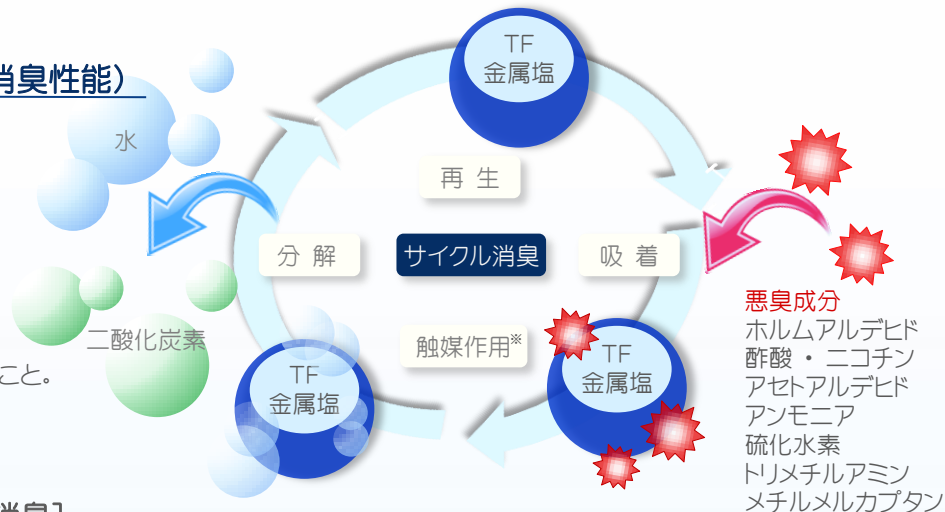 消臭性能）
TF
金属塩
水
再 生
分 解
サイクル消臭
吸 着
悪臭成分
ホルムアルデヒド
酢酸 ・ ニコチン
アセトアルデヒド
アンモニア
硫化水素
トリメチルアミン
メチルメルカプタン
二酸化炭素
触媒作用※
こと。
TF
金属塩
TF
金属塩
消臭】